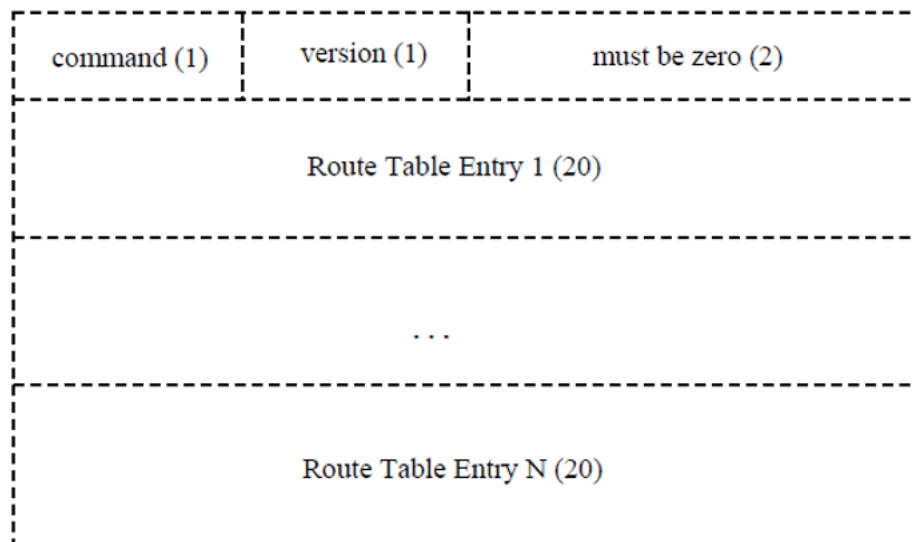 command (1) version (1) must be zero (2)
Route Table Entry 1 (20)
...
Route Table Entry N (20)